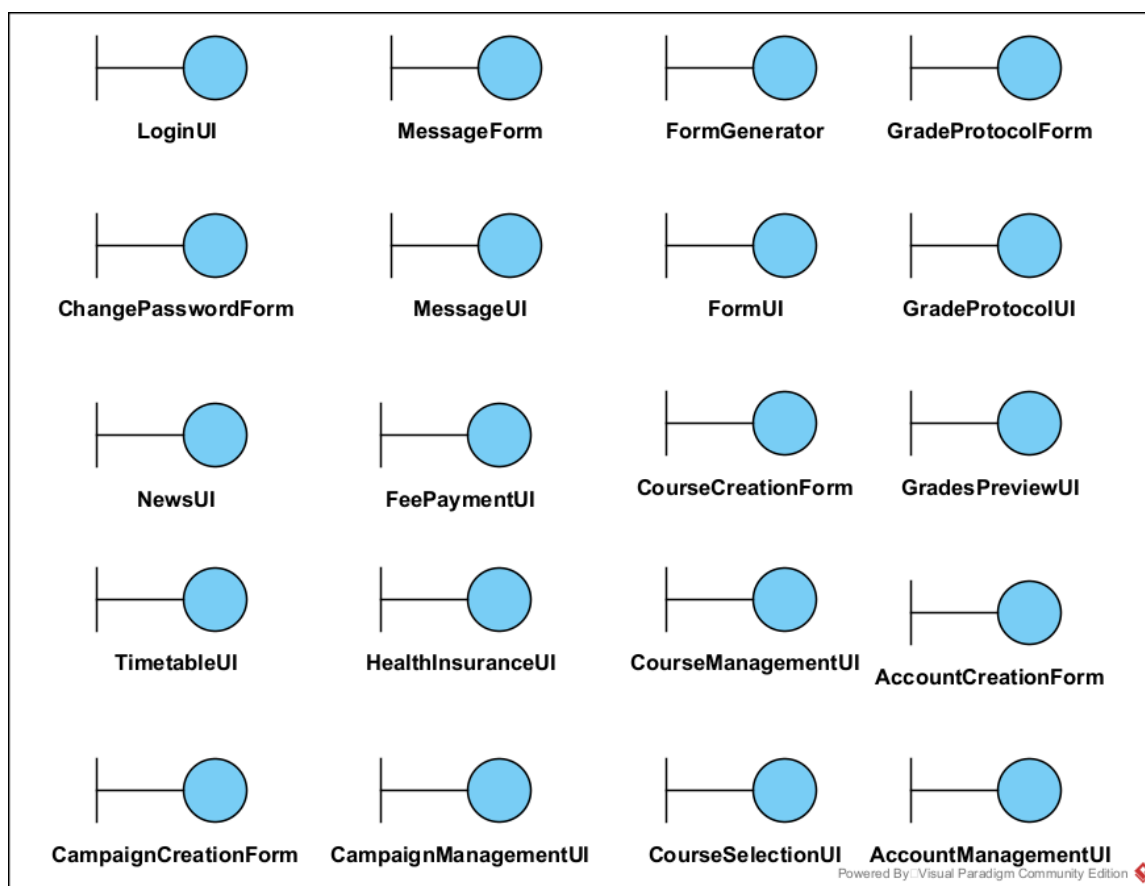 LoginUI
MessageForm
FormGenerator
GradeProtocolForm
ChangePasswordForm
MessageUI
FormUI
GradeProtocolUI
NewsUI
FeePaymentUI
CourseCreationForm
GradesPreviewUI
TimetableUI
HealthInsuranceUI
CourseManagementUI
AccountCreationForm
CampaignCreationForm
CampaignManagementUI
CourseSelectionUI
AccountManagementUI
Powered By Visual Paradigm Community Edition